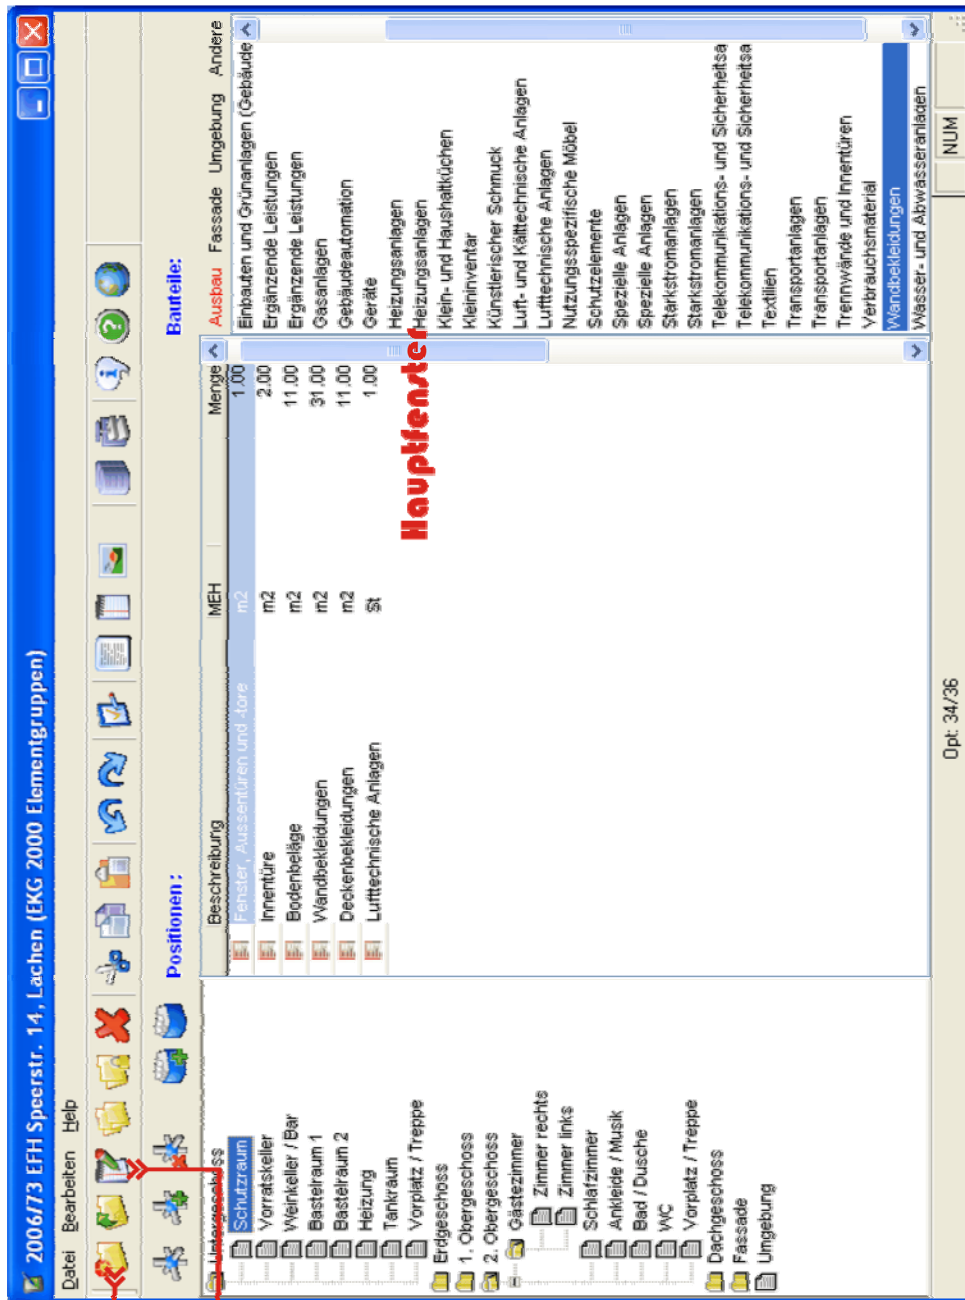 2006/73 EFH Speerstr. 14, Lachen (EKG 2000 Elementgruppen)
Datei Bearbeiten Help
Positionen :
Bauteile:
Untergeschoss
Schutzraum
Vorratskeller
Weinkeller / Bar
Bastelraum 1
Bastelraum 2
Heizung
Tankraum
Vorplatz / Treppe
Erdgeschoss
1. Obergeschoss
2. Obergeschoss
Gästezimmer
Zimmer rechts
Zimmer links
Schlafzimmer
Ankleide / Musik
Bad / Dusche
WC
Vorplatz / Treppe
Dachgeschoss
Fassade
Umgebung
Beschreibung MEH Menge
Fenster, Aussentüren und -tore m2 1.00
Innentüre m2 2.00
Bodenbeläge m2 11.00
Wandbekleidungen m2 31.00
Deckenbekleidungen m2 11.00
Lufttechnische Anlagen St 1.00
Hauptfenster
Ausbau Fassade Umgebung Andere
Einbauten und Grünanlagen (Gebäude
Ergänzende Leistungen
Ergänzende Leistungen
Gasanlagen
Gebäudeautomation
Geräte
Heizungsanlagen
Heizungsanlagen
Klein- und Haushaltküchen
Kleininventar
Künstlerischer Schmuck
Luft- und Kälttechnische Anlagen
Lufttechnische Anlagen
Nutzungsspezifische Möbel
Schutzelemente
Spezielle Anlagen
Spezielle Anlagen
Starkstromanlagen
Starkstromanlagen
Telekommunikations- und Sicherheitsa
Telekommunikations- und Sicherheitsa
Textilien
Transportanlagen
Transportanlagen
Trennwände und Innentüren
Verbrauchsmaterial
Wandbekleidungen
Wasser- und Abwasseranlagen
Opt: 34/36
NUM